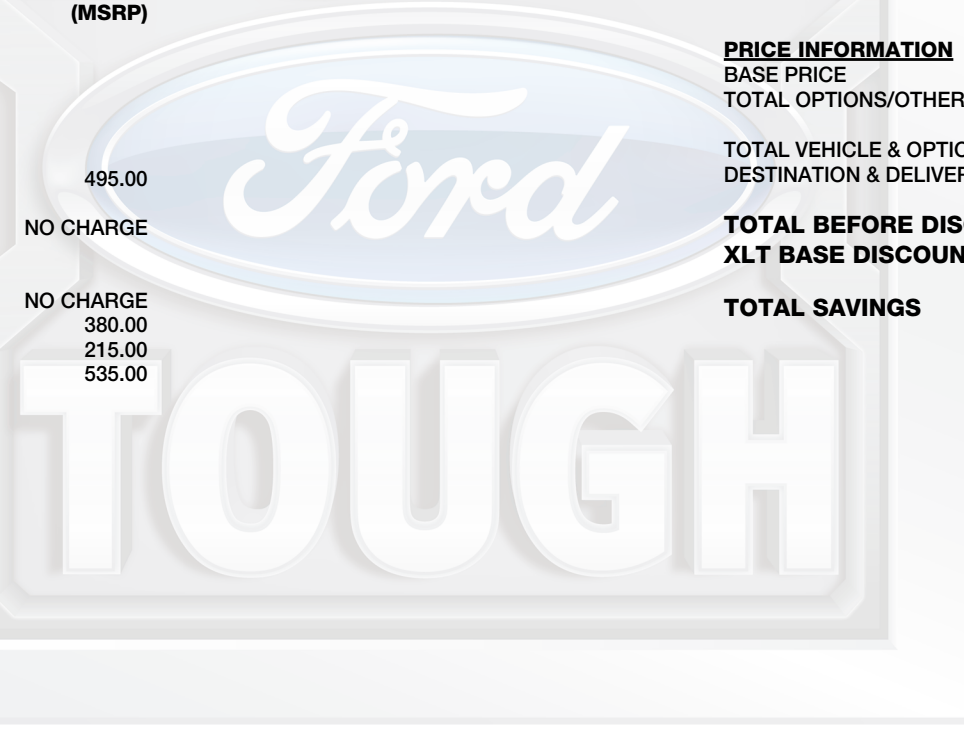 (MSRP)
495.00
NO CHARGE
NO CHARGE
380.00
215.00
535.00
PRICE INFORMATION
BASE PRICE
TOTAL OPTIONS/OTHER
TOTAL VEHICLE & OPTIO
DESTINATION & DELIVER
TOTAL BEFORE DIS
XLT BASE DISCOUN
TOTAL SAVINGS
Ford
TOUGH